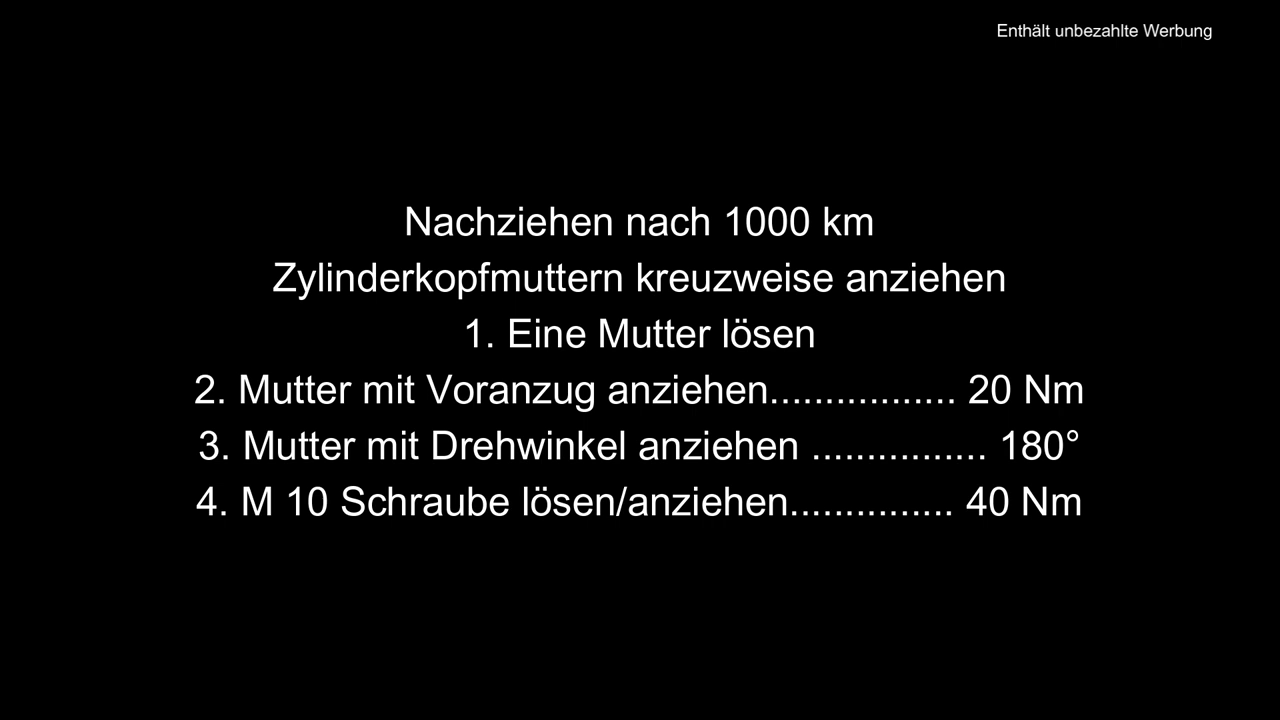 Enthält unbezahlte Werbung
Nachziehen nach 1000 km
Zylinderkopfmuttern kreuzweise anziehen
1. Eine Mutter lösen
2. Mutter mit Voranzug anziehen................. 20 Nm
3. Mutter mit Drehwinkel anziehen ................ 180°
4. M 10 Schraube lösen/anziehen............... 40 Nm